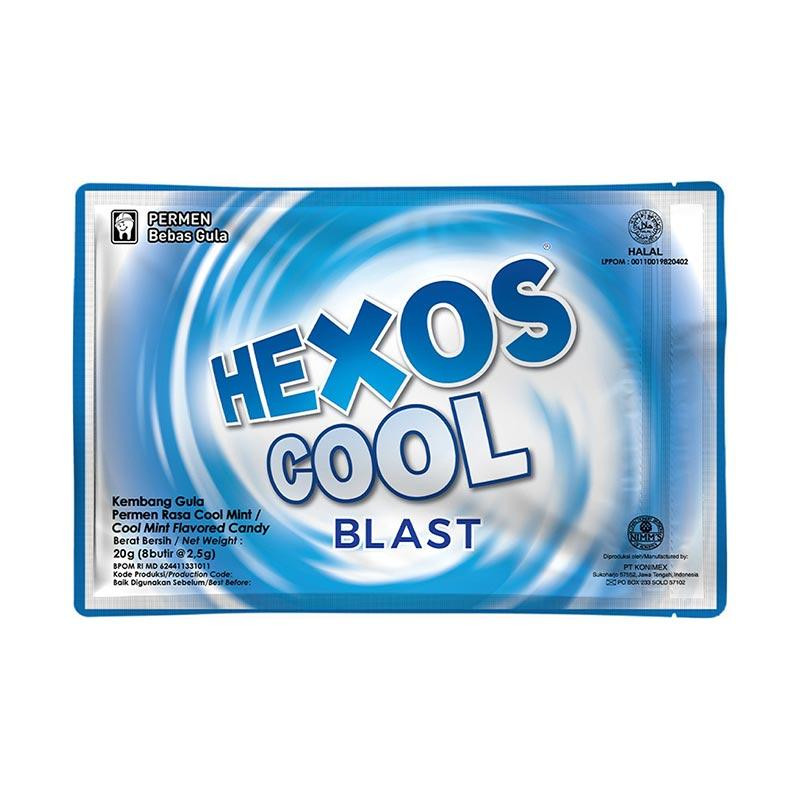 PERMEN
Bebas Gula
HALAL
LPPOM : 00110019820402
HEXOS
®
COOL
BLAST
Kembang Gula
Permen Rasa Cool Mint /
Cool Mint Flavored Candy
Berat Bersih / Net Weight :
20g (8butir @ 2,5g)
BPOM RI MD 624411331011
Kode Produksi/Production Code:
Baik Digunakan Sebelum/Best Before:
NIMM'S
Diproduksi oleh/Manufactured by:
PT KONIMEX
Sukoharjo 57552, Jawa Tengah, Indonesia
PO BOX 233 SOLO 57102